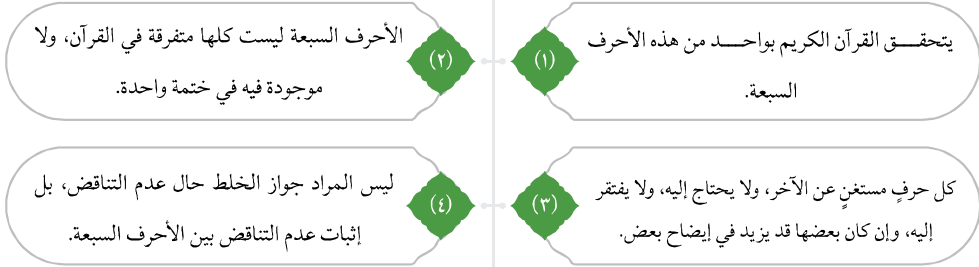 (١)
يتحقق القرآن الكريم بواحد من هذه الأحرف
السبعة.
(٢)
الأحرف السبعة ليست كلها متفرقة في القرآن، ولا
موجودة فيه في ختمة واحدة.
(٣)
كل حرفٍ مستغنٍ عن الآخر، ولا يحتاج إليه، ولا يفتقر
إليه، وإن كان بعضها قد يزيد في إيضاح بعض.
(٤)
ليس المراد جواز الخلط حال عدم التناقض، بل
إثبات عدم التناقض بين الأحرف السبعة.